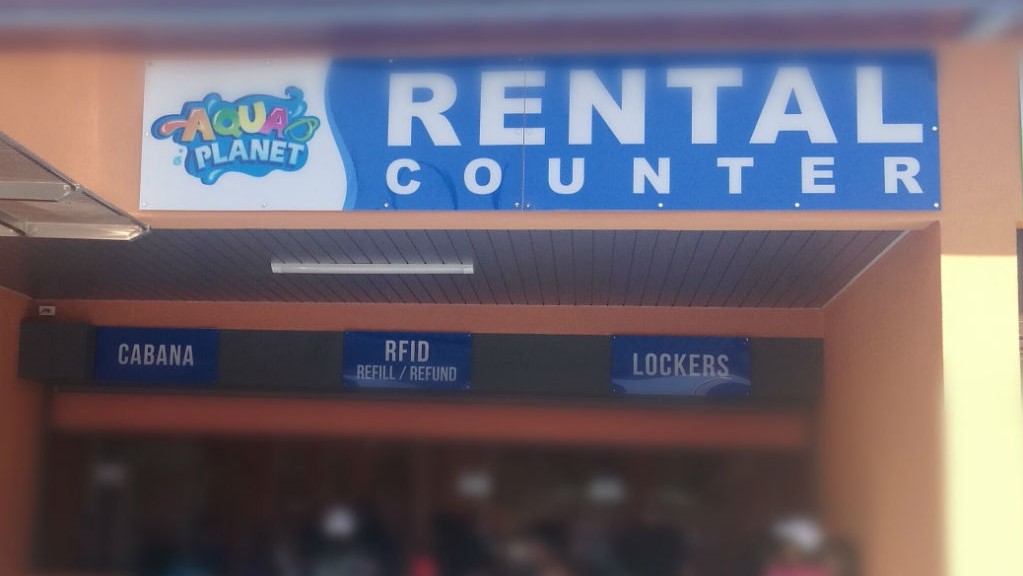 AQUA
PLANET
RENTAL
COUNTER
CABANA
RFID
REFILL / REFUND
LOCKERS